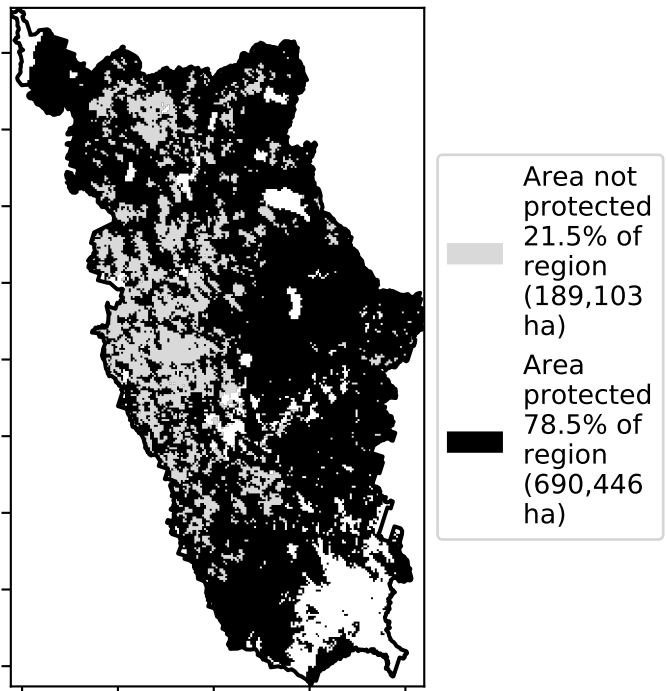 Area not
protected
21.5% of
region
(189,103
ha)
Area
protected
78.5% of
region
(690,446
ha)